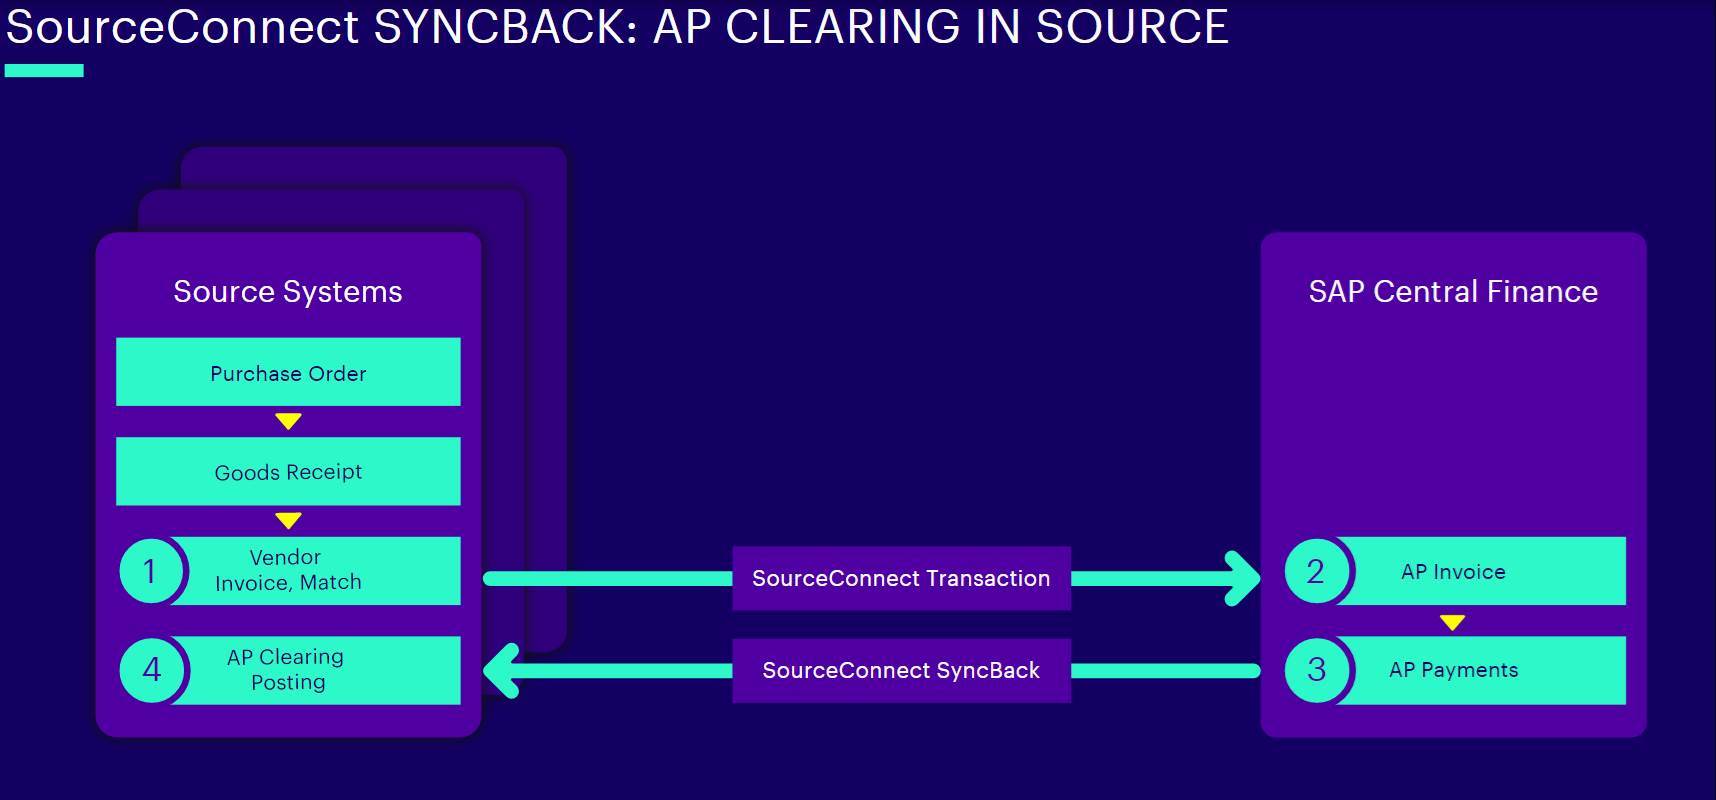 SourceConnect SYNCBACK: AP CLEARING IN SOURCE
Source Systems
Purchase Order
Goods Receipt
1
Vendor
Invoice, Match
4
AP Clearing
Posting
SourceConnect Transaction
SourceConnect SyncBack
SAP Central Finance
2
AP Invoice
3
AP Payments